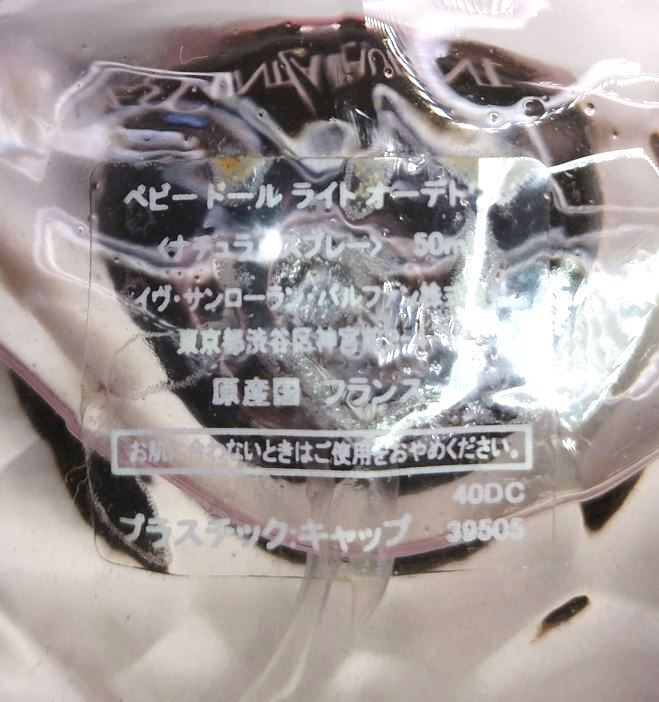 ベビー ドール ライト オーデト
〈ナチュラルスプレー〉 50m
イヴ・サンローラン・パルファン株式
東京都渋谷区神宮
原産国 フランス
お肌に合わないときはご使用をおやめください。
40DC
プラスチック・キャップ 39505